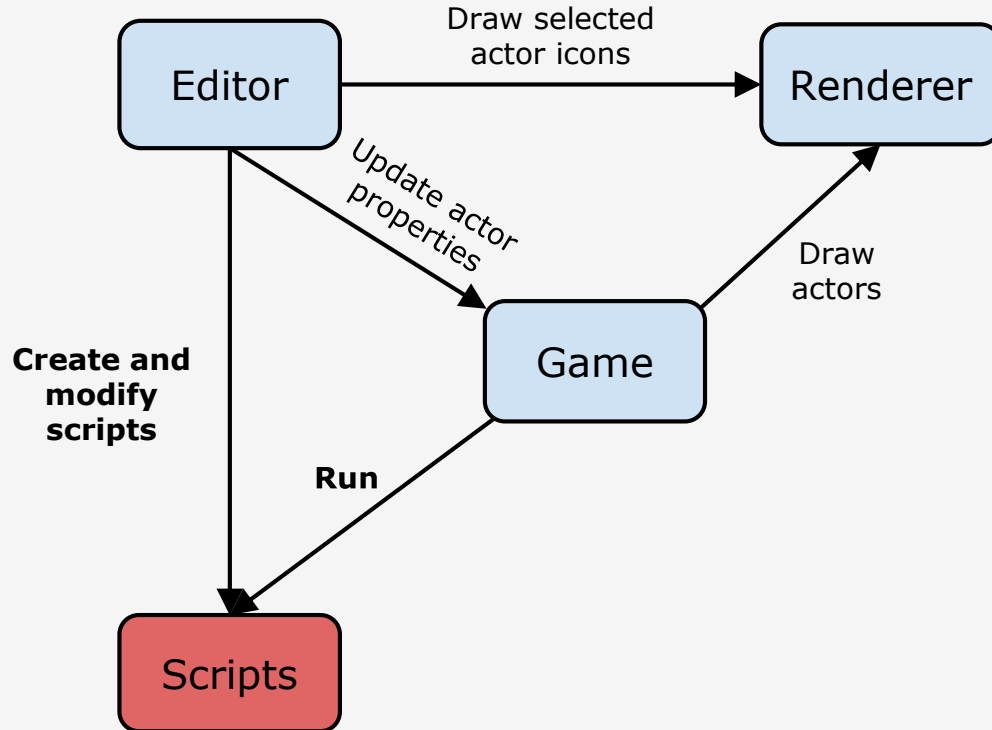 Draw selected
actor icons
Editor
Renderer
Update actor
properties
Draw
actors
Game
Create and
modify
scripts
Run
Scripts